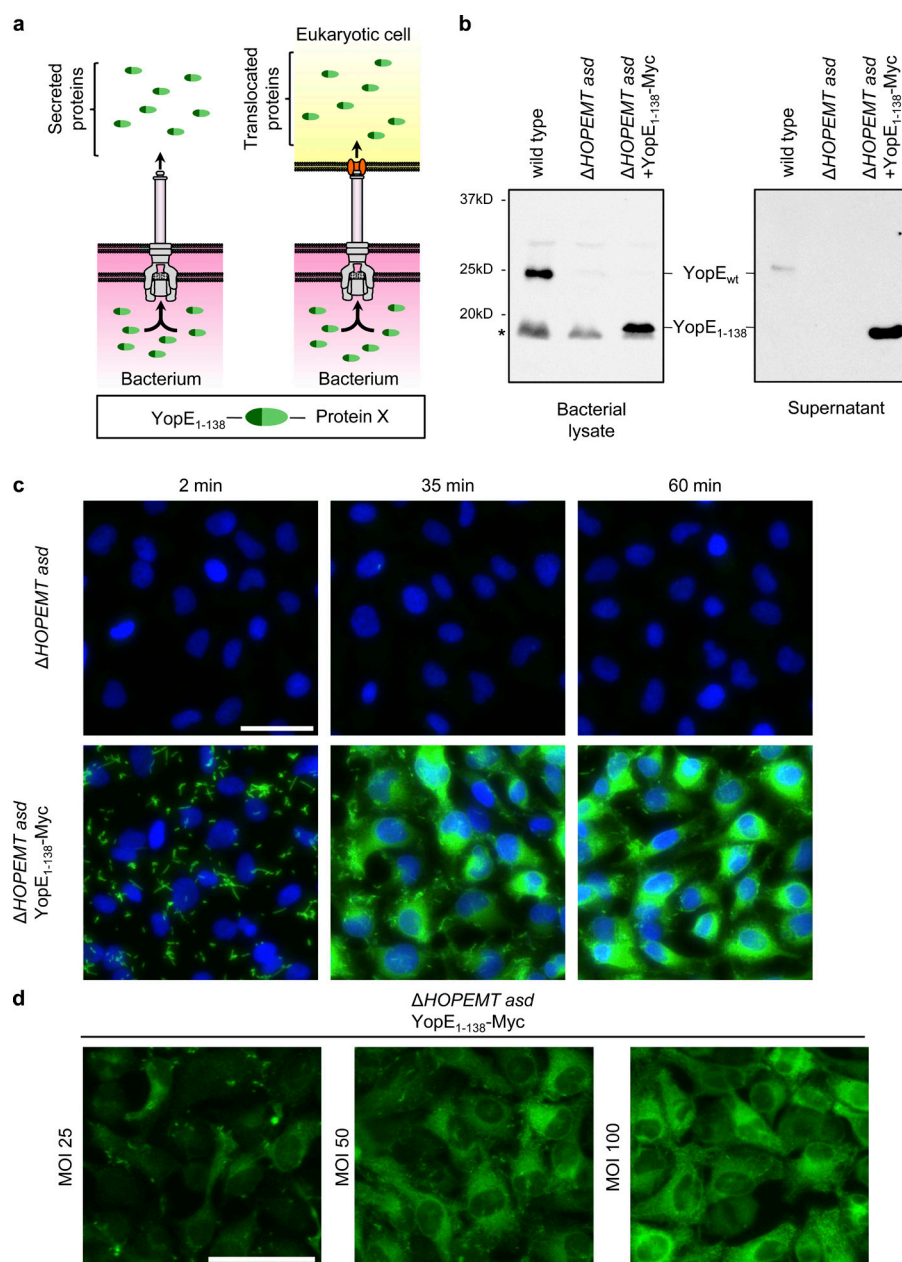 a
Eukaryotic cell
Secreted
proteins
Translocated
proteins
Bacterium
Bacterium
YopE1-138
Protein X
b
wild type
ΔHOPEMT asd
ΔHOPEMT asd
+YopE1-138-Myc
wild type
ΔHOPEMT asd
ΔHOPEMT asd
+YopE1-138-Myc
37kD -
25kD -
20kD -
*
YopEwt
YopE1-138
Bacterial
lysate
Supernatant
c
2 min
35 min
60 min
ΔHOPEMT asd
ΔHOPEMT asd
YopE1-138-Myc
d
ΔHOPEMT asd
YopE1-138-Myc
MOI 25
MOI 50
MOI 100